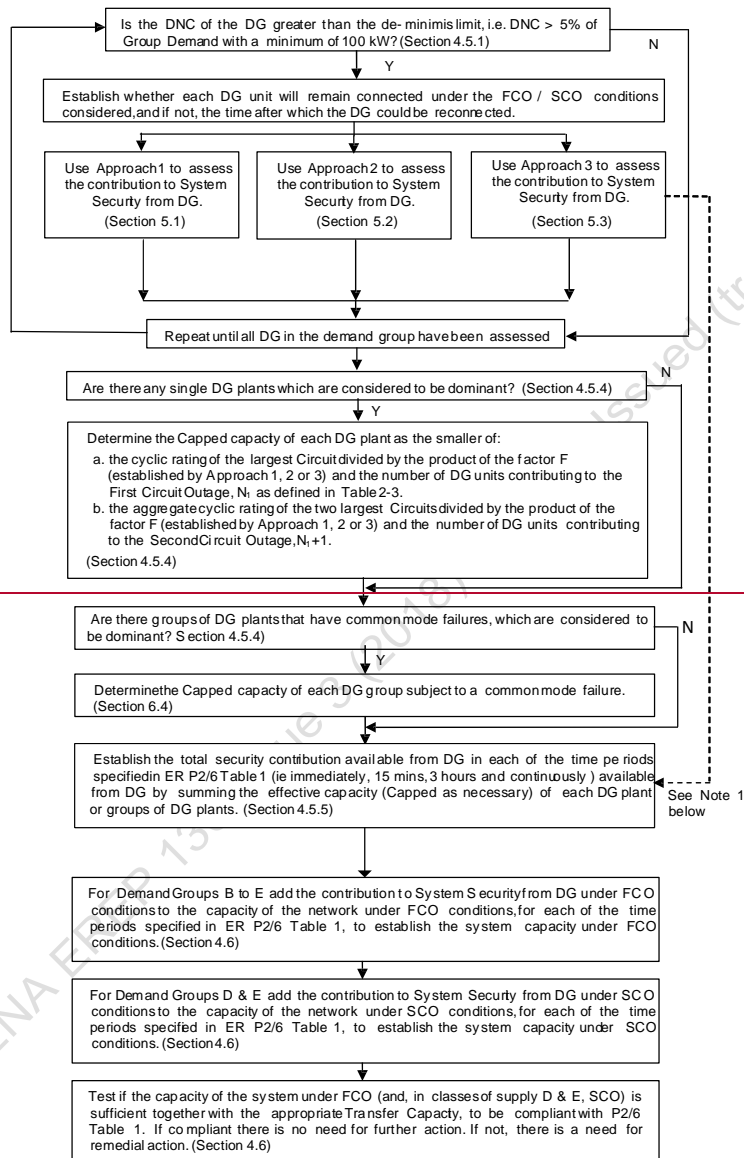 Is the DNC of the DG greater than the de-minimis limit, i.e. DNC > 5% of
Group Demand with a minimum of 100 kW? (Section 4.5.1)
N
Y
Establish whether each DG unit will remain connected under the FCO / SCO conditions
considered, and if not, the time after which the DG could be reconnected.
Use Approach 1 to assess
the contribution to System
Security from DG.
(Section 5.1)
Use Approach 2 to assess
the contribution to System
Security from DG.
(Section 5.2)
Use Approach 3 to assess
the contribution to System
Security from DG.
(Section 5.3)
Repeat until all DG in the demand group have been assessed
Are there any single DG plants which are considered to be dominant? (Section 4.5.4)
N
Y
Determine the Capped capacity of each DG plant as the smaller of:
a. the cyclic rating of the largest Circuit divided by the product of the factor F
(established by Approach 1, 2 or 3) and the number of DG units contributing to the
First Circuit Outage, N₁ as defined in Table 2-3.
b. the aggregate cyclic rating of the two largest Circuits divided by the product of the
factor F (established by Approach 1, 2 or 3) and the number of DG units contributing
to the Second Circuit Outage, N₁+1.
(Section 4.5.4)
Are there groups of DG plants that have common mode failures, which are considered to
be dominant? Section 4.5.4)
N
Y
Determine the Capped capacity of each DG group subject to a common mode failure.
(Section 6.4)
Establish the total security contribution available from DG in each of the time periods
specified in ER P2/6 Table 1 (ie immediately, 15 mins, 3 hours and continuously ) available
from DG by summing the effective capacity (Capped as necessary) of each DG plant
or groups of DG plants. (Section 4.5.5)
See Note 1
below
For Demand Groups B to E add the contribution to System Security from DG under FCO
conditions to the capacity of the network under FCO conditions, for each of the time
periods specified in ER P2/6 Table 1, to establish the system capacity under FCO
conditions. (Section 4.6)
For Demand Groups D & E add the contribution to System Security from DG under SCO
conditions to the capacity of the network under SCO conditions, for each of the time
periods specified in ER P2/6 Table 1, to establish the system capacity under SCO
conditions. (Section 4.6)
Test if the capacity of the system under FCO (and, in classes of supply D & E, SCO) is
sufficient together with the appropriate Transfer Capacity, to be compliant with P2/6
Table 1. If compliant there is no need for further action. If not, there is a need for
remedial action. (Section 4.6)
ENA EREP 13
ue 3 (2018)
Issued (tr